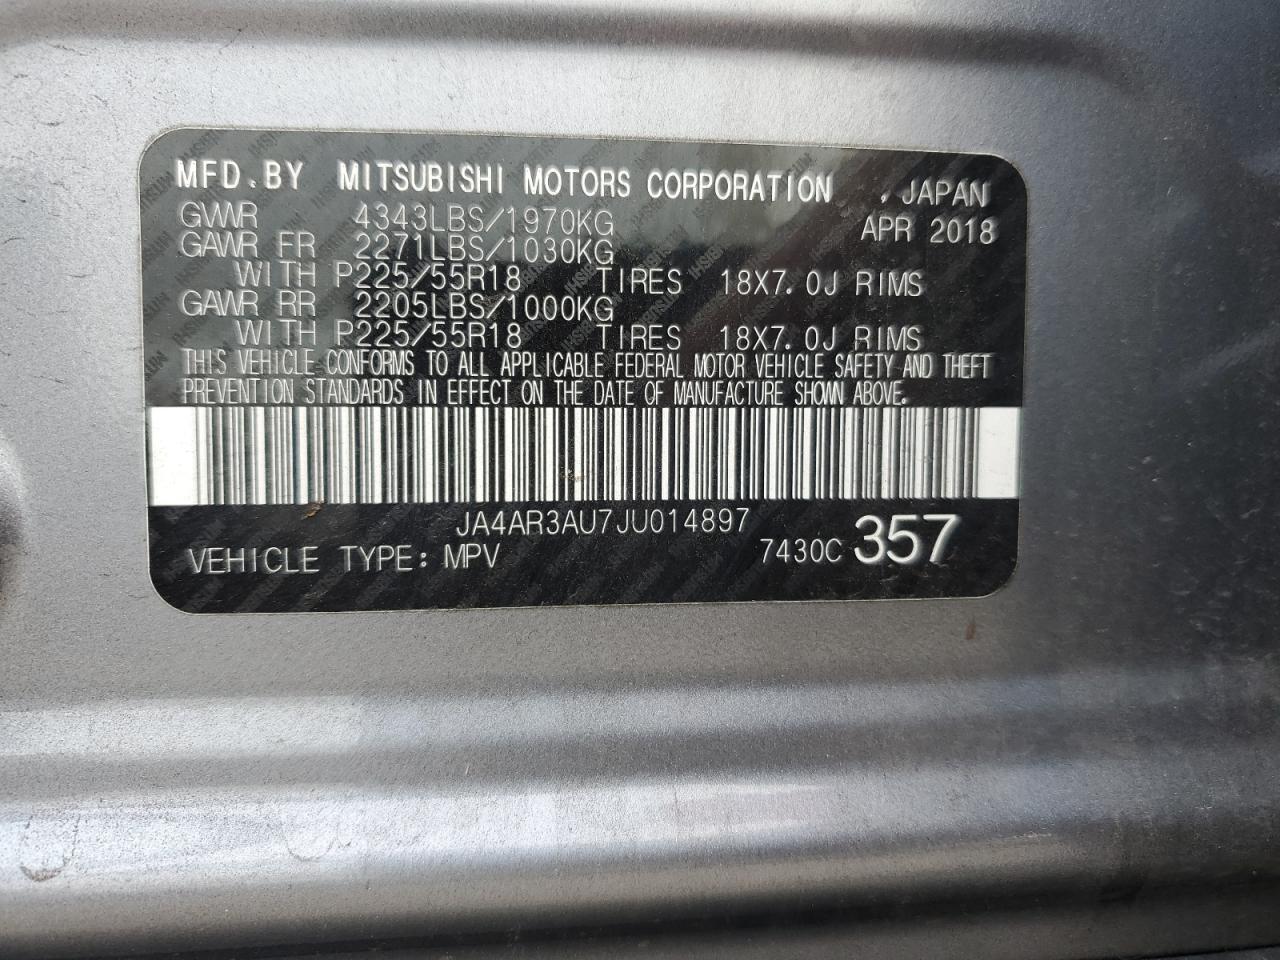 MFD.BY MITSUBISHI MOTORS CORPORATION , JAPAN
GVWR 4343LBS/1970KG APR 2018
GAWR FR 2271LBS/1030KG
WITH P225/55R18 TIRES 18X7.0J RIMS
GAWR RR 2205LBS/1000KG
WITH P225/55R18 TIRES 18X7.0J RIMS
THIS VEHICLE CONFORMS TO ALL APPLICABLE FEDERAL MOTOR VEHICLE SAFETY AND THEFT
PREVENTION STANDARDS IN EFFECT ON THE DATE OF MANUFACTURE SHOWN ABOVE.
JA4AR3AU7JU014897
VEHICLE TYPE: MPV 7430C 357